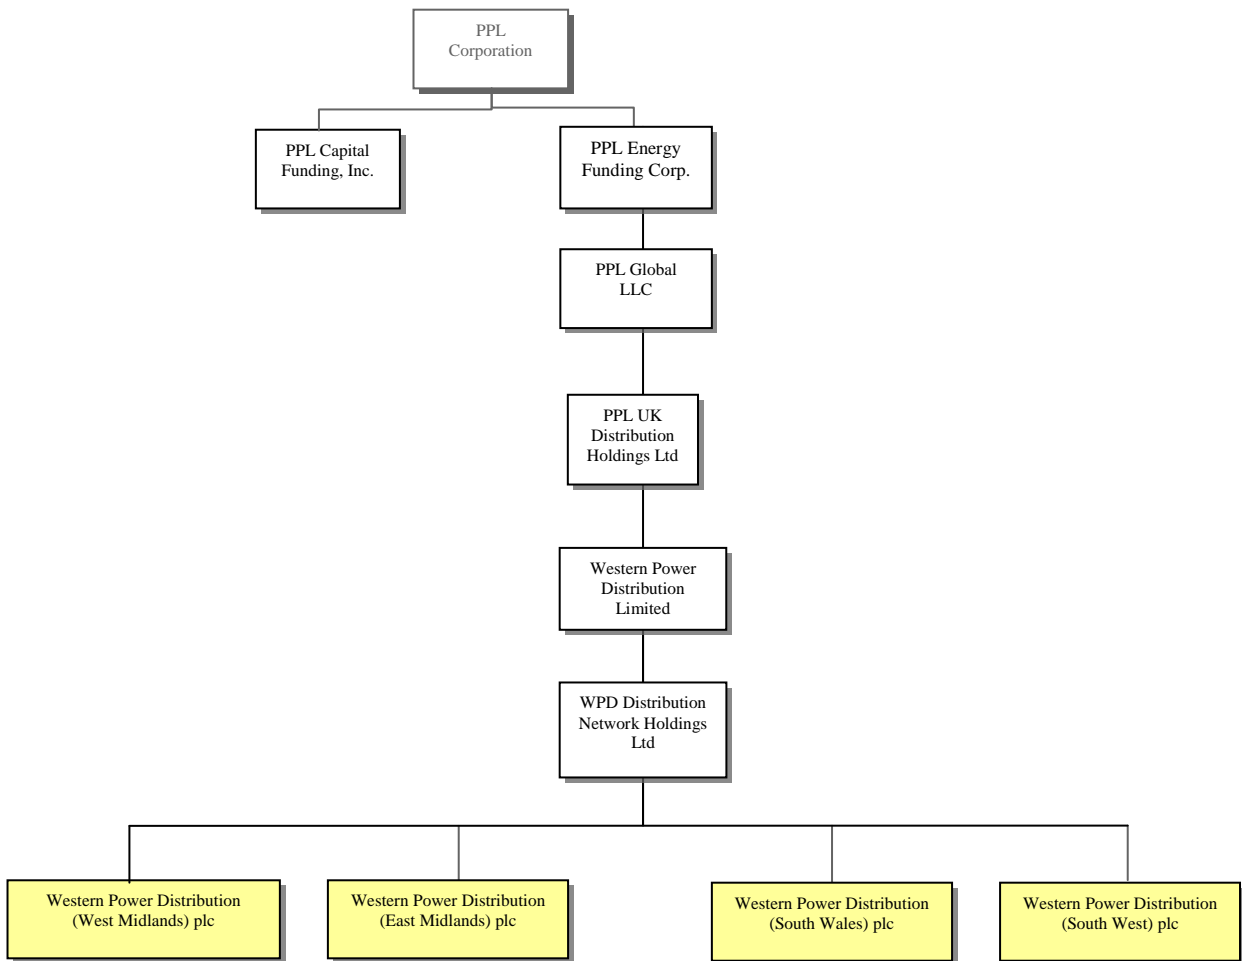 PPL
Corporation
PPL Capital
Funding, Inc.
PPL Energy
Funding Corp.
PPL Global
LLC
PPL UK
Distribution
Holdings Ltd
Western Power
Distribution
Limited
WPD Distribution
Network Holdings
Ltd
Western Power Distribution
(West Midlands) plc
Western Power Distribution
(East Midlands) plc
Western Power Distribution
(South Wales) plc
Western Power Distribution
(South West) plc